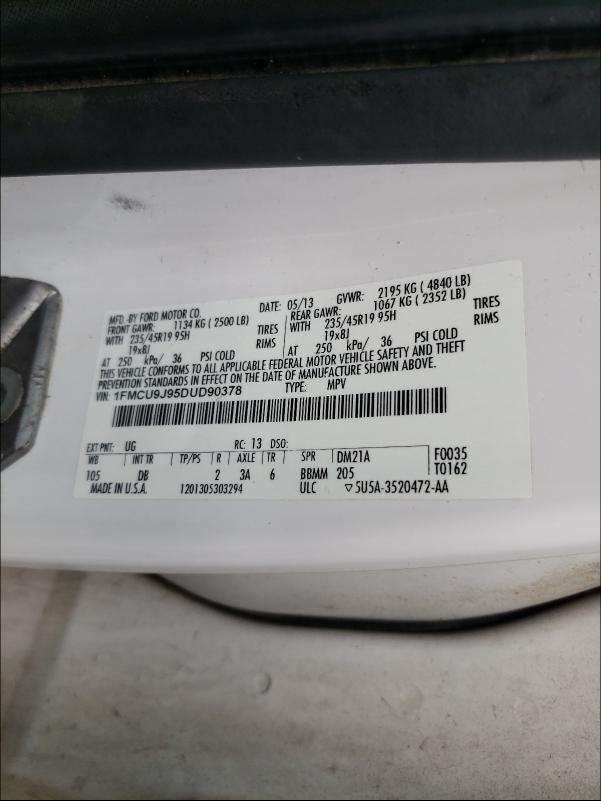 MFD. BY FORD MOTOR CO. DATE: 05/13 GVWR: 2195 KG ( 4840 LB)
FRONT GAWR: 1134 KG ( 2500 LB) REAR GAWR: 1067 KG ( 2352 LB)
WITH 235/45R19 95H TIRES WITH 235/45R19 95H TIRES
19x8J RIMS 19x8J RIMS
AT 250 kPa/ 36 PSI COLD AT 250 kPa/ 36 PSI COLD
THIS VEHICLE CONFORMS TO ALL APPLICABLE FEDERAL MOTOR VEHICLE SAFETY AND THEFT
PREVENTION STANDARDS IN EFFECT ON THE DATE OF MANUFACTURE SHOWN ABOVE.
VIN: 1FMCU9J95DUD90378 TYPE: MPV
EXT PNT: UG RC: 13 DSO:
WB INT TR TP/PS R AXLE TR SPR DM21A F0035
105 DB 2 3A 6 BBMM 205 T0162
MADE IN U.S.A. 1201305303294 ULC ▽5U5A-3520472-AA